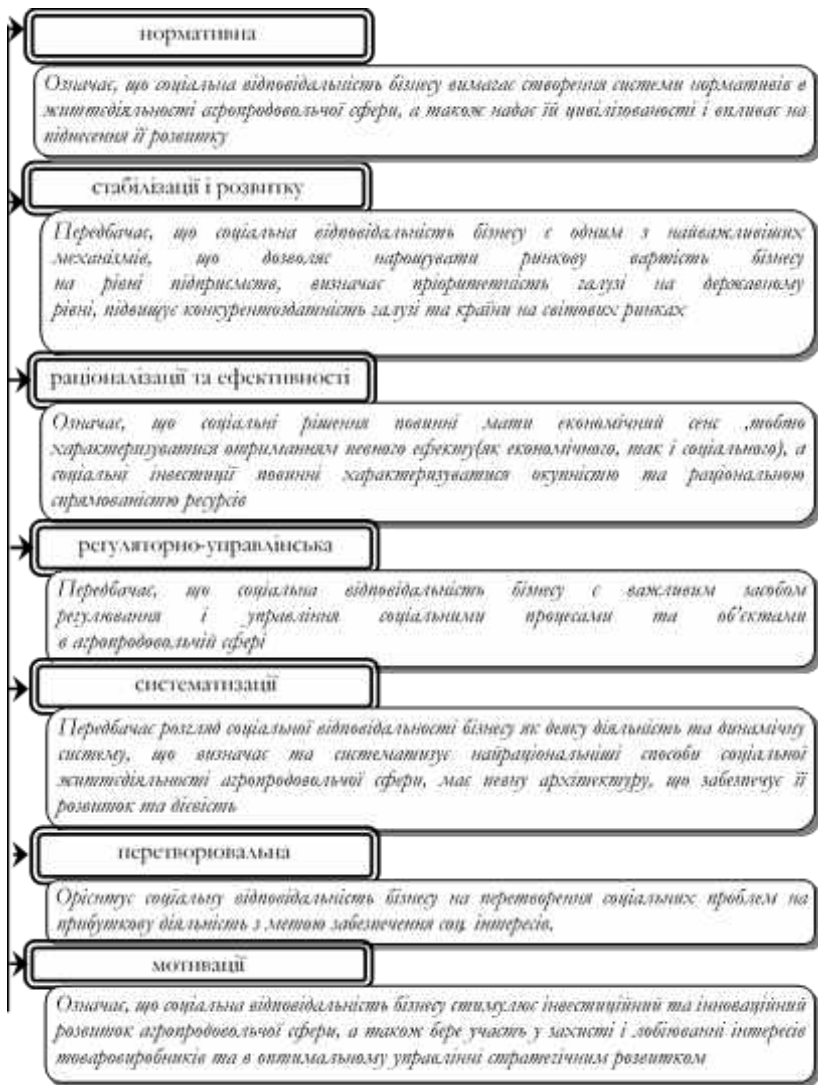 нормативна
Означає, що соціальна відповідальність бізнесу вимагає створення системи нормативів в
життєдіяльності агропродовольчої сфери, а також надає їй цивілізованості і впливає на
піднесення її розвитку
стабілізації і розвитку
Передбачає, що соціальна відповідальність бізнесу є одним з найважливіших
механізмів, що дозволяє нарощувати ринкову вартість бізнесу
на рівні підприємств, визначає пріоритетність галузі на державному
рівні, підвищує конкурентоздатність галузі та країни на світових ринках
раціоналізації та ефективності
Означає, що соціальні рішення повинні мати економічний сенс ,тобто
характеризуватися отриманням певного ефекту(як економічного, так і соціального), а
соціальні інвестиції повинні характеризуватися окупністю та раціональною
спрямованістю ресурсів
регуляторно-управлінська
Передбачає, що соціальна відповідальність бізнесу є важливим засобом
регулювання і управління соціальними процесами та об'єктами
в агропродовольчій сфері
систематизації
Передбачає розгляд соціальної відповідальності бізнесу як деяку діяльність та динамічну
систему, що визначає та систематизує найраціональніші способи соціальної
життєдіяльності агропродовольчої сфери, має певну архітектуру, що забезпечує її
розвиток та дієвість
перетворювальна
Орієнтує соціальну відповідальність бізнесу на перетворення соціальних проблем на
прибуткову діяльність з метою забезпечення соц. інтересів.
мотивації
Означає, що соціальна відповідальність бізнесу стимулює інвестиційний та інноваційний
розвиток агропродовольчої сфери, а також бере участь у захисті і лобіюванні інтересів
товаровиробників та в оптимальному управлінні стратегічним розвитком